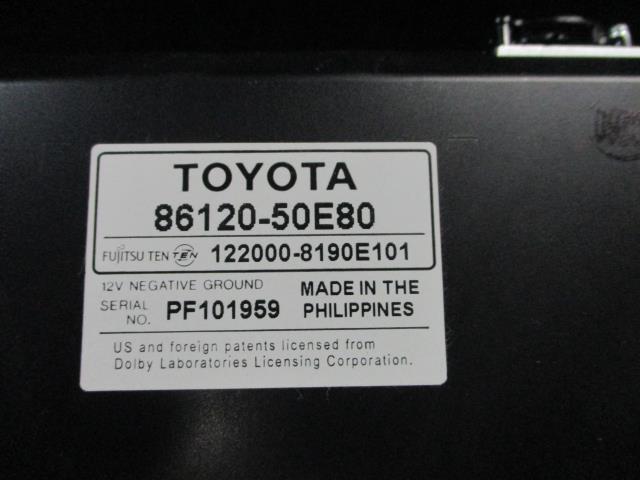 TOYOTA
86120-50E80
FUJITSU TEN TEN 122000-8190E101
12V NEGATIVE GROUND
SERIAL NO. PF101959
MADE IN THE PHILIPPINES
US and foreign patents licensed from
Dolby Laboratories Licensing Corporation.